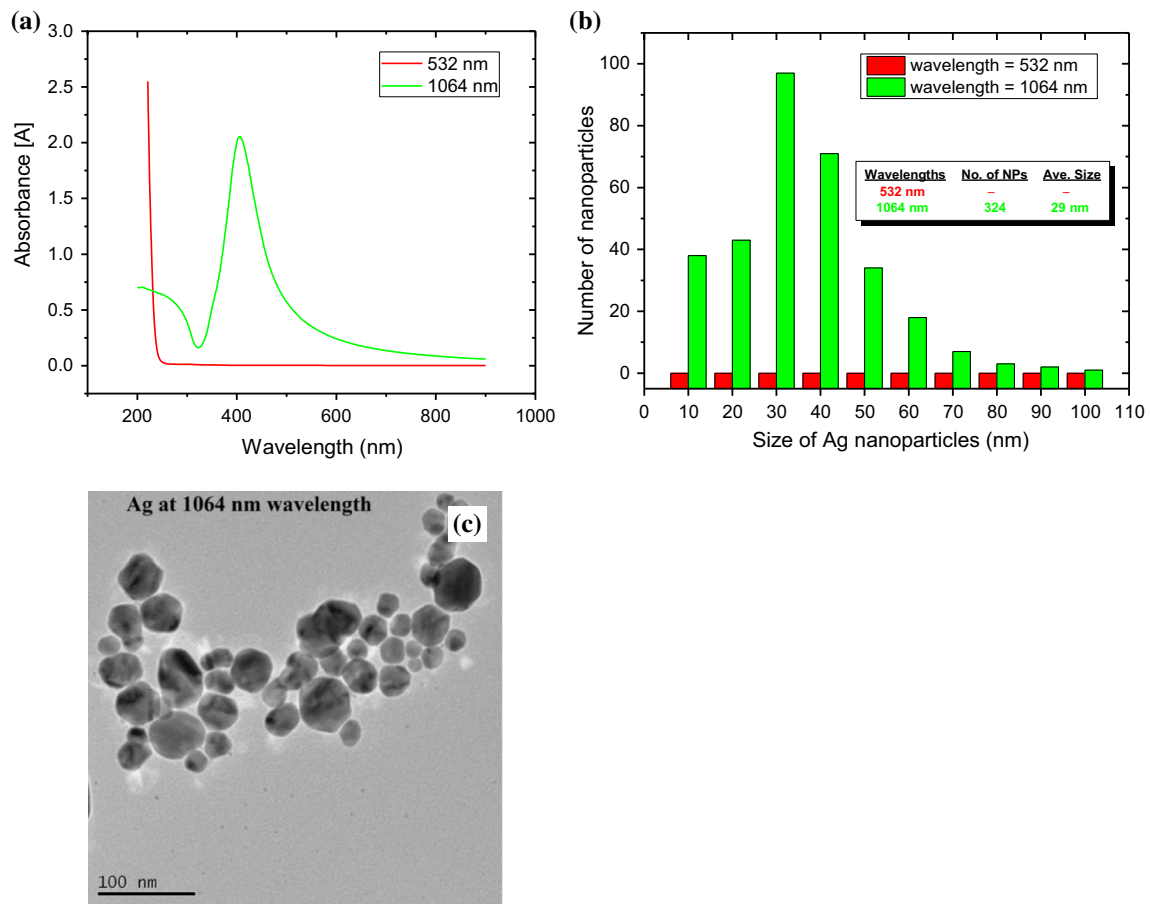 (a)
3.0
2.5
2.0
1.5
1.0
0.5
0.0
Absorbance [A]
532 nm
1064 nm
200 400 600 800 1000
Wavelength (nm)
(b)
100
80
60
40
20
0
Number of nanoparticles
wavelength = 532 nm
wavelength = 1064 nm
Wavelengths No. of NPs Ave. Size
532 nm – –
1064 nm 324 29 nm
0 10 20 30 40 50 60 70 80 90 100 110
Size of Ag nanoparticles (nm)
Ag at 1064 nm wavelength
(c)
100 nm